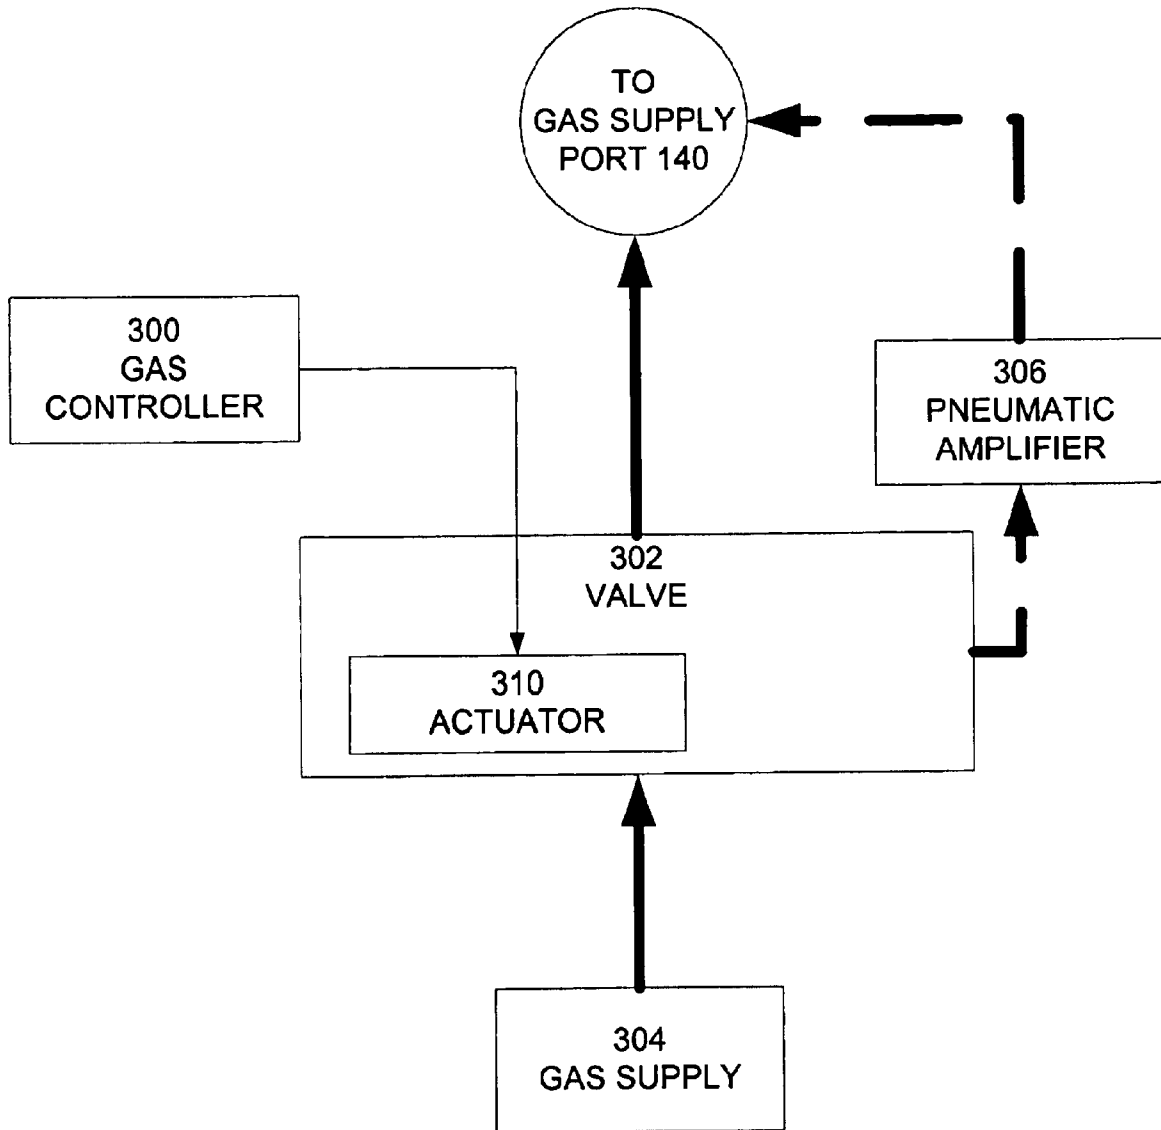 TO
GAS SUPPLY
PORT 140
300
GAS
CONTROLLER
306
PNEUMATIC
AMPLIFIER
302
VALVE
310
ACTUATOR
304
GAS SUPPLY